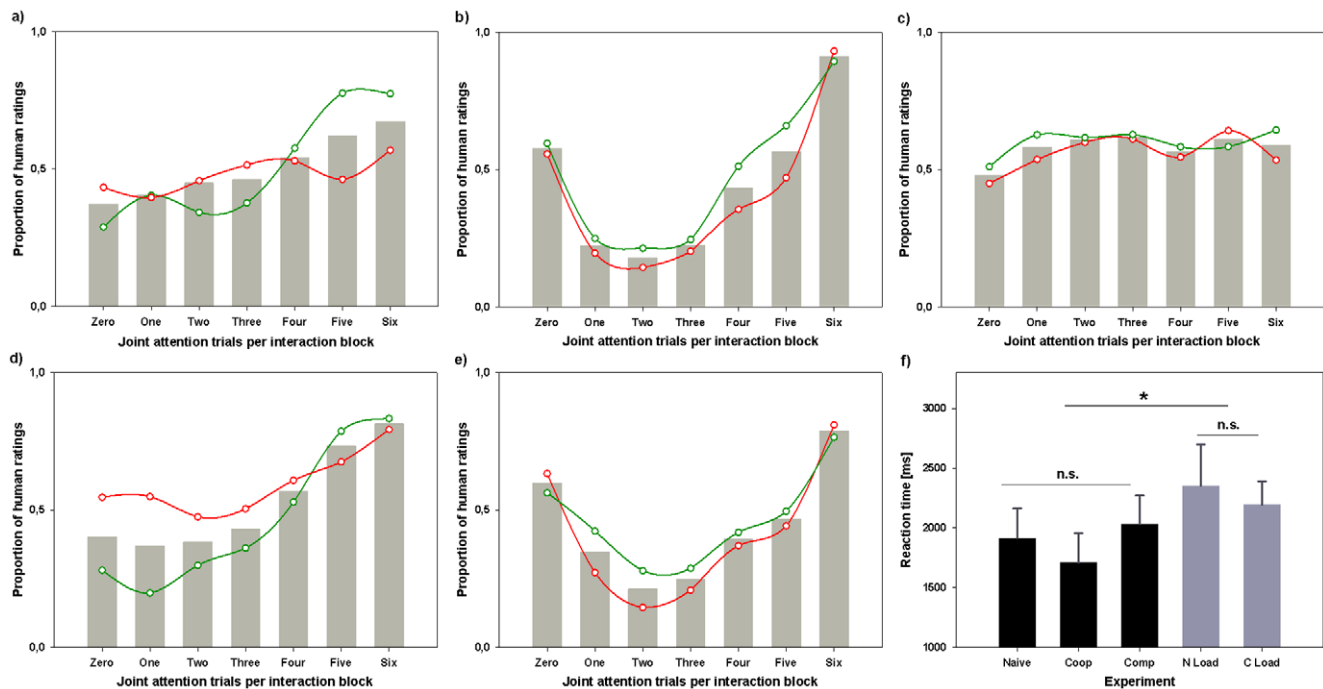 a)
Proportion of human ratings
1,0
0,5
0,0
Zero One Two Three Four Five Six
Joint attention trials per interaction block
b)
Proportion of human ratings
1,0
0,5
0,0
Zero One Two Three Four Five Six
Joint attention trials per interaction block
c)
Proportion of human ratings
1,0
0,5
0,0
Zero One Two Three Four Five Six
Joint attention trials per interaction block
d)
Proportion of human ratings
1,0
0,5
0,0
Zero One Two Three Four Five Six
Joint attention trials per interaction block
e)
Proportion of human ratings
1,0
0,5
0,0
Zero One Two Three Four Five Six
Joint attention trials per interaction block
f)
Reaction time [ms]
3000
2500
2000
1500
1000
*
n.s.
n.s.
Naive Coop Comp N Load C Load
Experiment